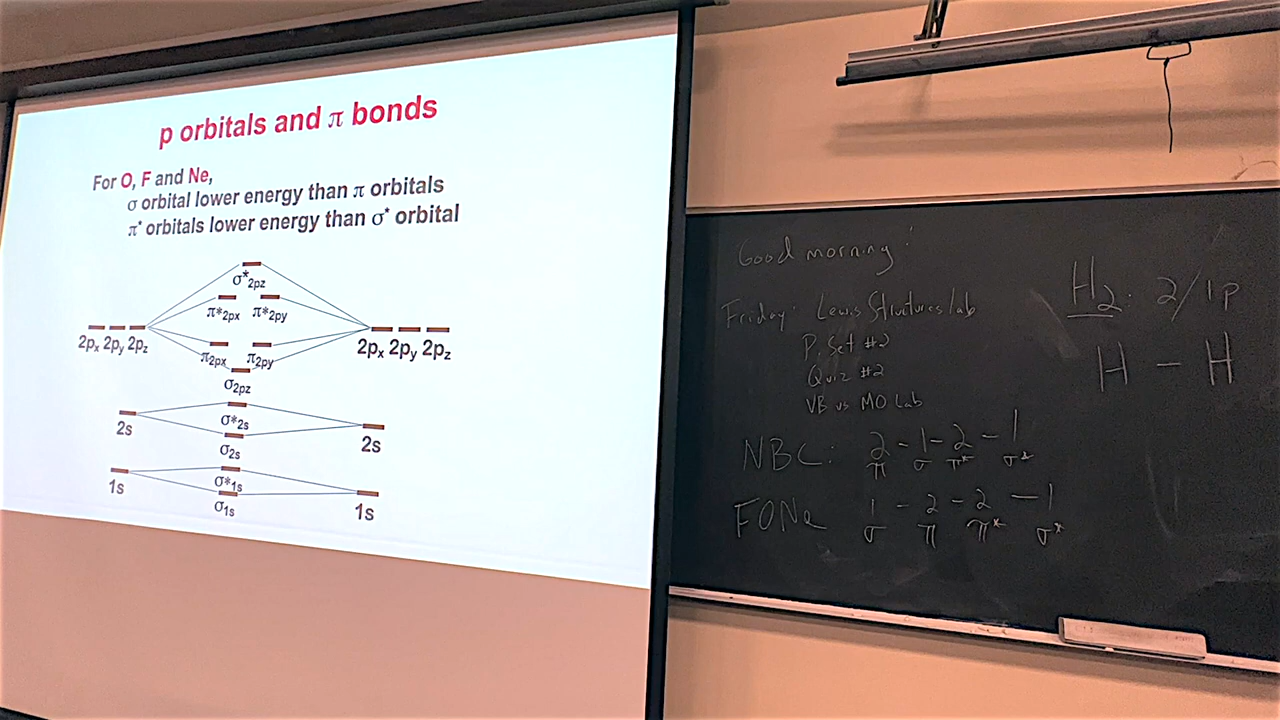 p orbitals and π bonds
For O, F and Ne,
σ orbital lower energy than π orbitals
π* orbitals lower energy than σ* orbital
σ*2pz
π*2px π*2py
2px 2py 2pz
2px 2py 2pz
π2px π2py
σ2pz
2s
σ*2s
2s
σ2s
1s
σ*1s
1s
σ1s
Good morning!
Friday: Lewis Structures/lab
P. Set #2
Quiz #2
VB vs MO Lab
NBC: 2 - 1 - 2 - 1
π σ π* σ*
FONe 1 - 2 - 2 - 1
σ π π* σ*
H2: 2/1p
H - H